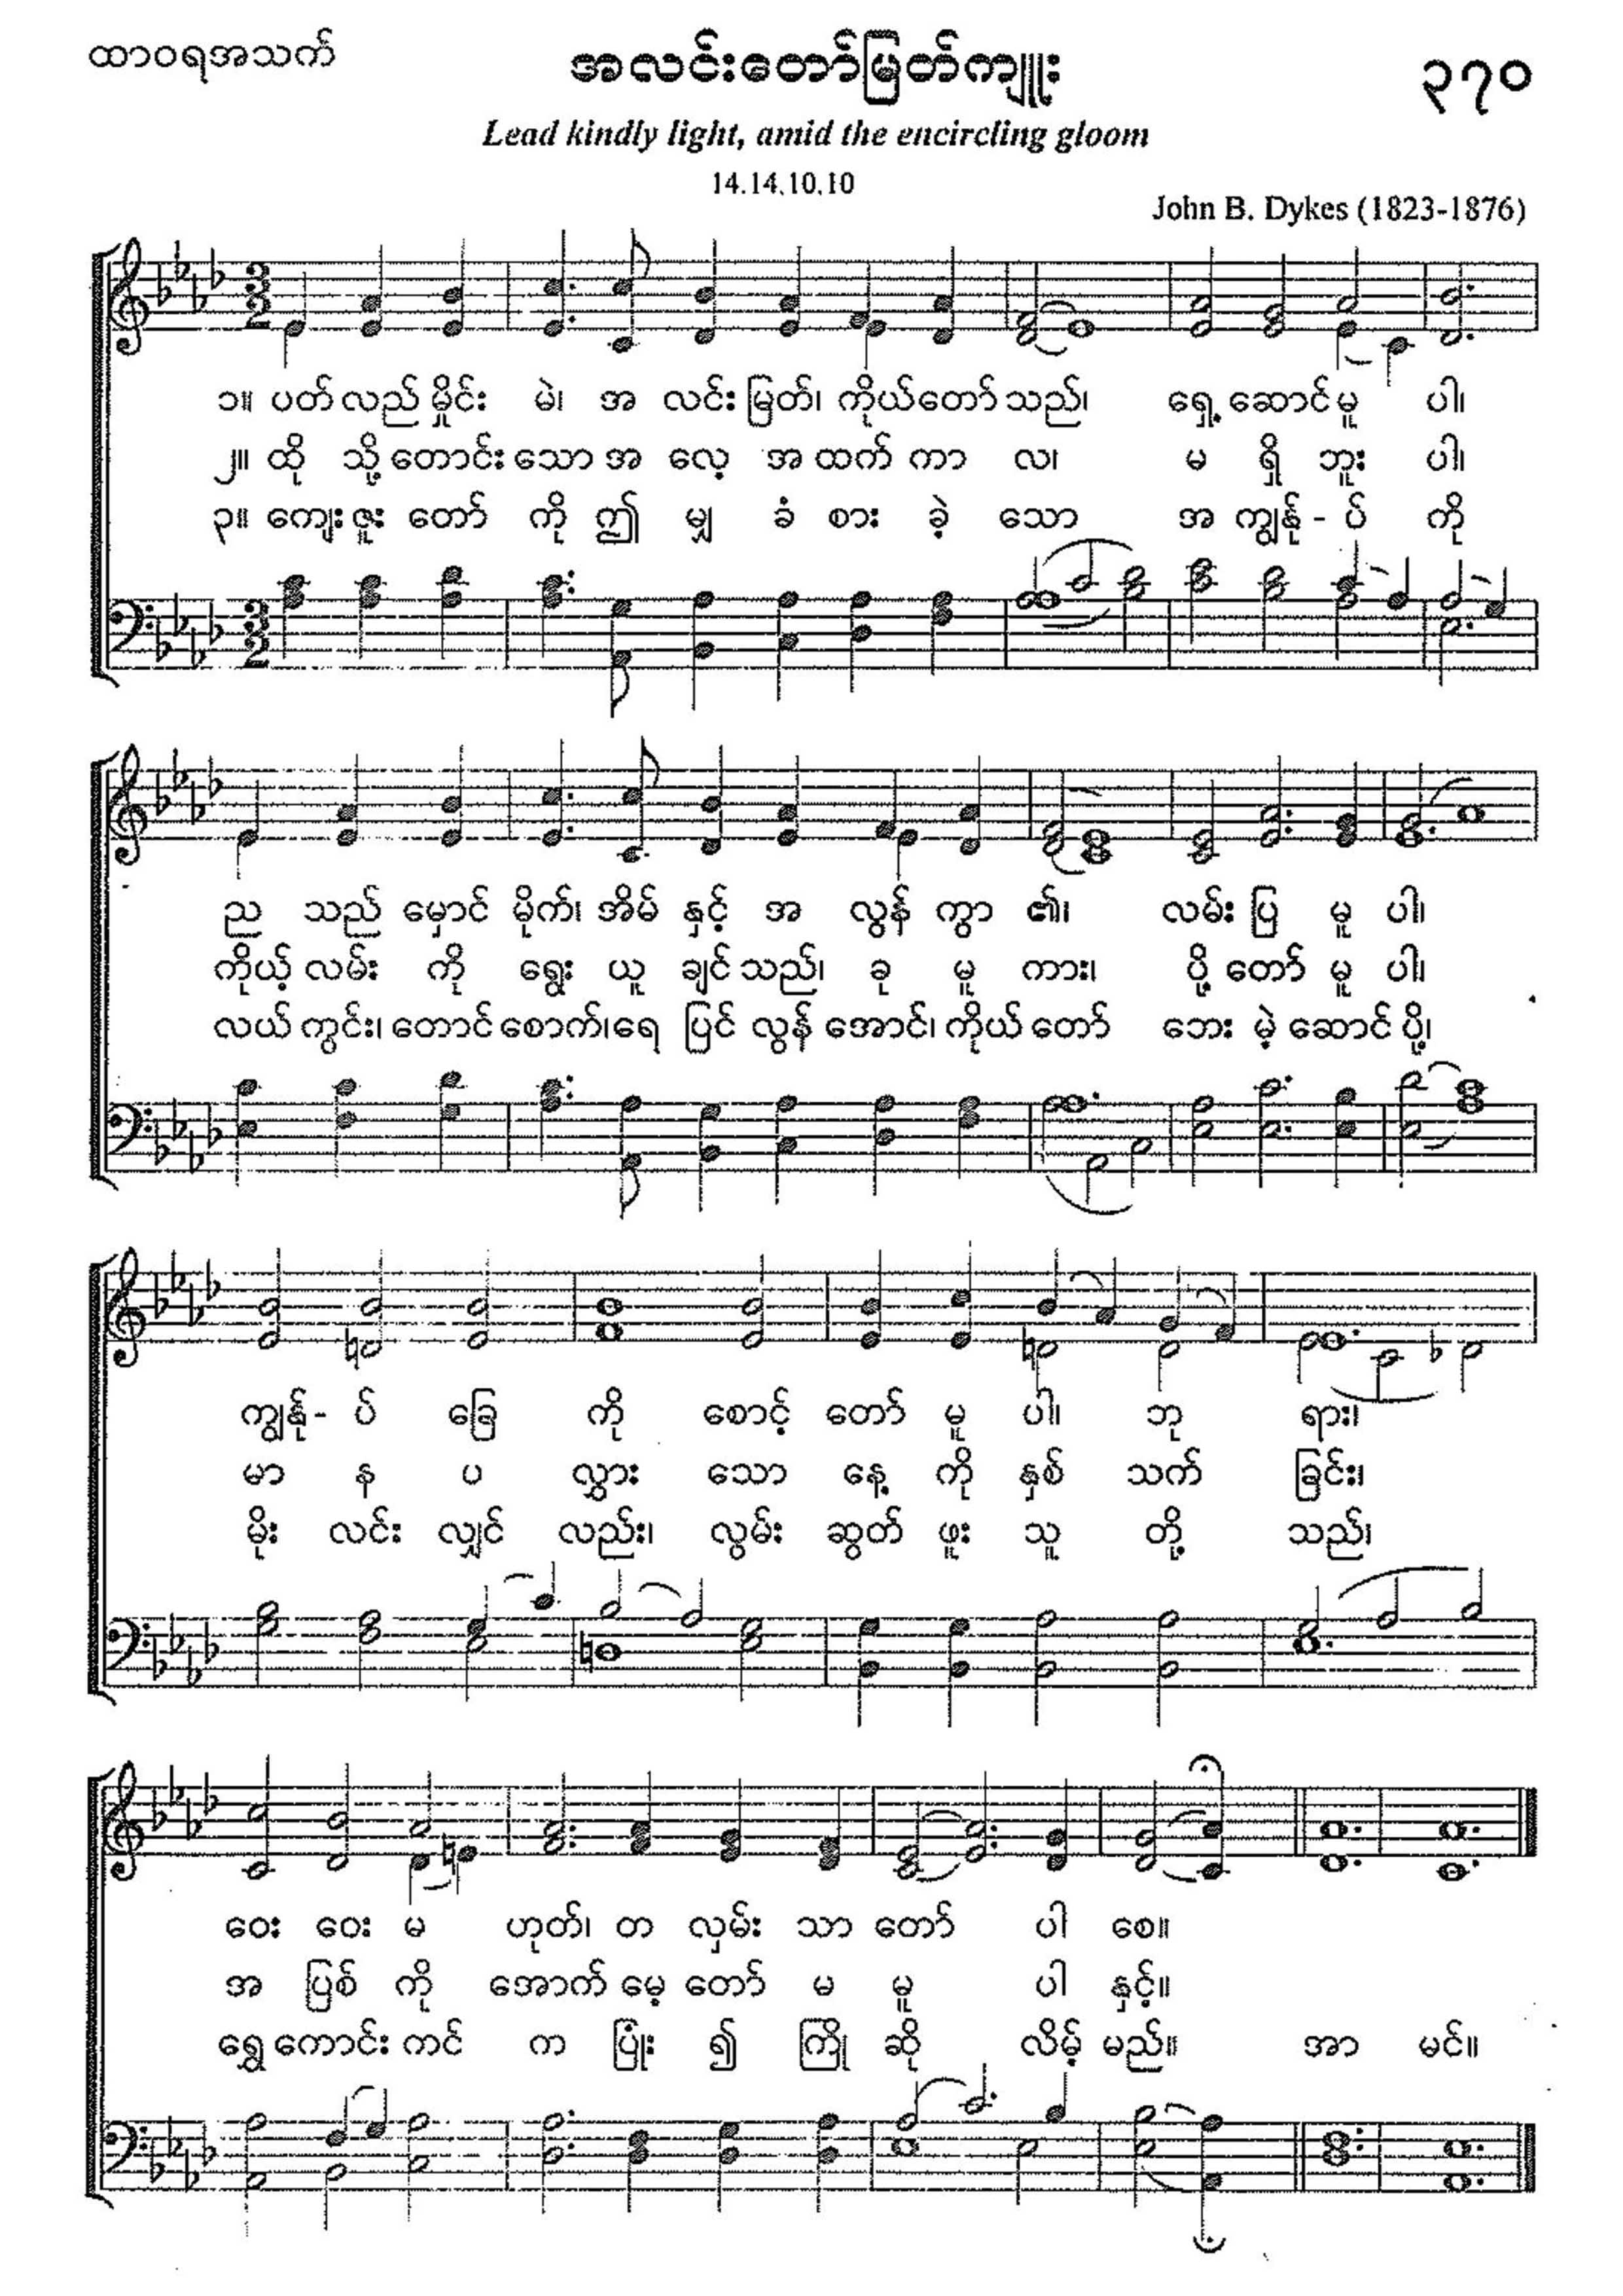 ထာဝရအသက်
အလင်းတော်မြတ်ကျူး
၃၇၀
Lead kindly light, amid the encircling gloom
14.14.10.10
John B. Dykes (1823-1876)
၁။ ပတ် လည် မှိုင်း မဲ၊ အ လင်း မြတ်၊ ကိုယ်တော် သည်၊ ရှေ့ ဆောင် မူ ပါ၊
၂။ ထို သို့ တောင်း သော အ လေ့ အ ထက် ကာ လ၊ မ ရှိ ဘူး ပါ၊
၃။ ကျေး ဇူး တော် ကို ဤ မျှ ခံ စား ခဲ့ သော အ ကျွန်ု - ပ် ကို
ည သည် မှောင် မိုက်၊ အိမ် နှင့် အ လွန် ကွာ ၏၊ လမ်း ပြ မူ ပါ၊
ကိုယ့် လမ်း ကို ရွေး ယူ ချင် သည်၊ ခု မူ ကား၊ ပို့ တော် မူ ပါ၊
လယ် ကွင်း၊ တောင် စောက်၊ ရေ ပြင် လွန် အောင်၊ ကိုယ် တော် ဘေး မဲ့ ဆောင် ပို့၊
ကျွန်ု - ပ် ခြေ ကို စောင့် တော် မူ ပါ၊ ဘု ရား၊
မာ န ပ လွှား သော နေ့ ကို နှစ် သက် ခြင်း၊
မိုး လင်း လျှင် လည်း၊ လွမ်း ဆွတ် ဖူး သူ တို့ သည်၊
ဝေး ဝေး မ ဟုတ်၊ တ လှမ်း သာ တော် ပါ စေ။
အ ပြစ် ကို အောက် မေ့ တော် မ မူ ပါ နှင့်။
ရွှေ ကောင်း ကင် က ပြုံး ၍ ကြို ဆို လိမ့် မည်။ အာ မင်။